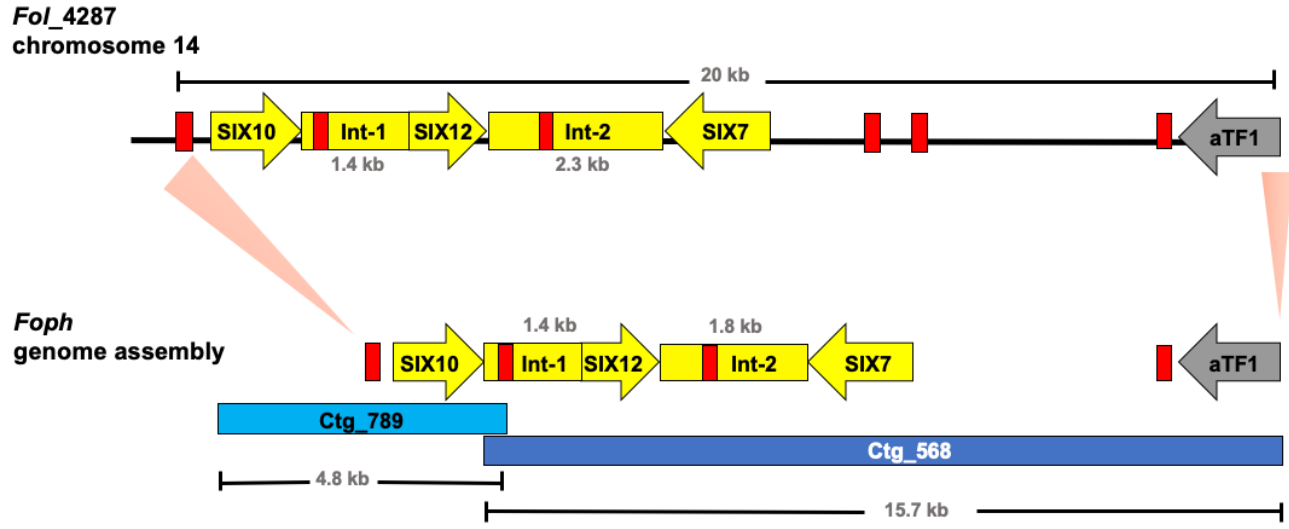 Fol_4287
chromosome 14
20 kb
SIX10
Int-1
SIX12
Int-2
SIX7
aTF1
1.4 kb
2.3 kb
Foph
genome assembly
1.4 kb
1.8 kb
SIX10
Int-1
SIX12
Int-2
SIX7
aTF1
Ctg_789
Ctg_568
4.8 kb
15.7 kb